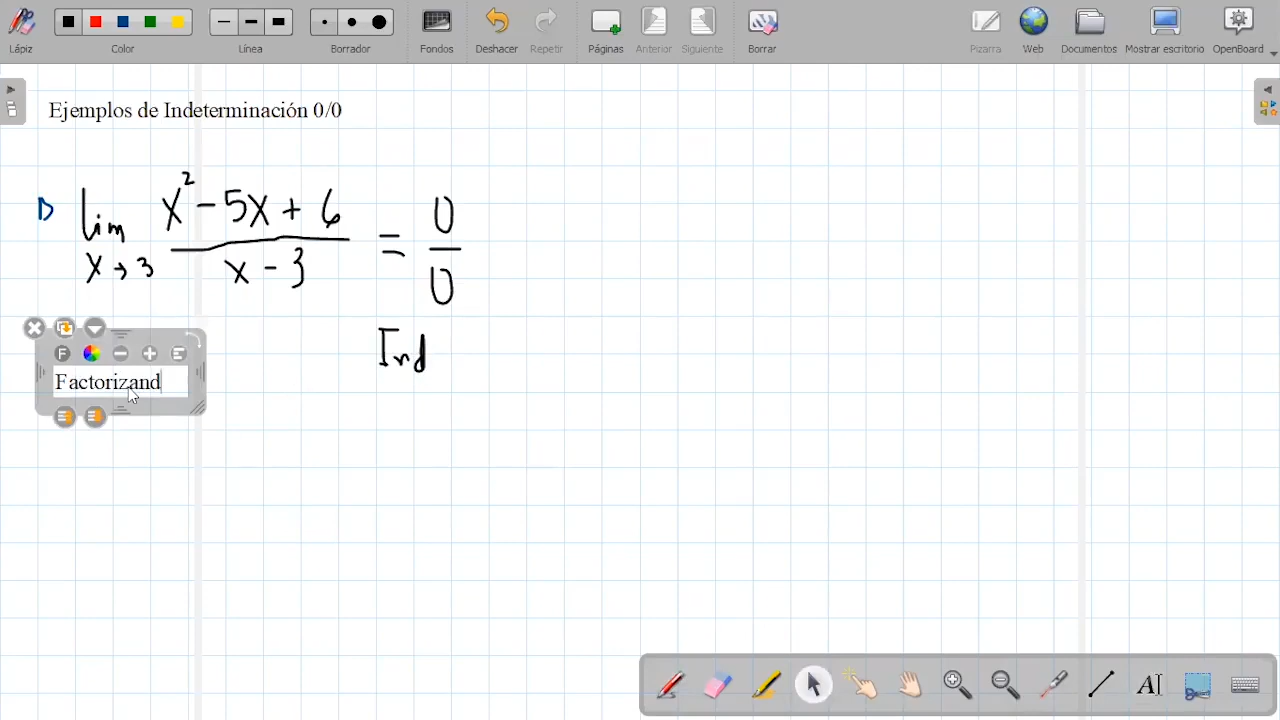 Lápiz Color Línea Borrador Fondos Deshacer Repetir Páginas Anterior Siguiente Borrar Pizarra Web Documentos Mostrar escritorio OpenBoard
Ejemplos de Indeterminación 0/0
1) lim x² - 5x + 6 = 0
x → 3 x - 3 0
Ind
F
Factorizand
A